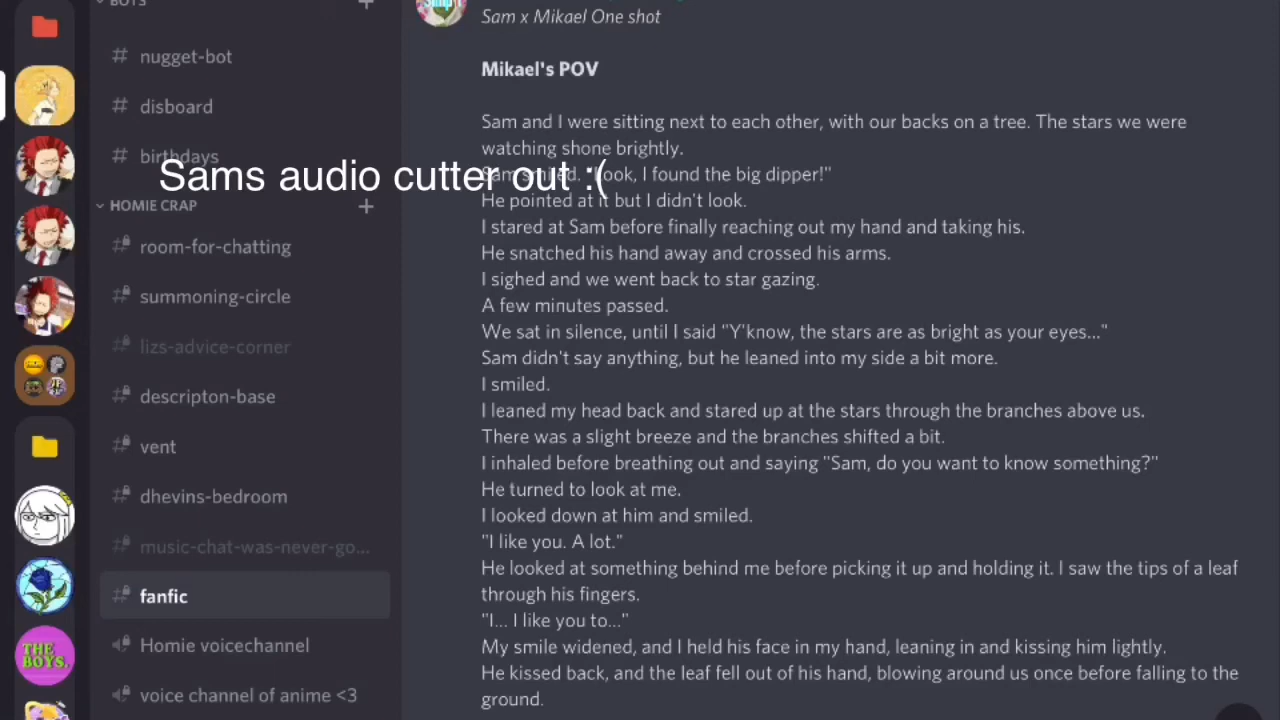 BOTS
nugget-bot
disboard
birthdays
HOMIE CRAP
room-for-chatting
summoning-circle
lizs-advice-corner
descripton-base
vent
dhevins-bedroom
music-chat-was-never-go...
fanfic
Homie voicechannel
voice channel of anime <3
THE BOYS.
Sams audio cutter out :(
Sam x Mikael One shot
Mikael's POV
Sam and I were sitting next to each other, with our backs on a tree. The stars we were
watching shone brightly.
Sam smiled. "Look, I found the big dipper!"
He pointed at it but I didn't look.
I stared at Sam before finally reaching out my hand and taking his.
He snatched his hand away and crossed his arms.
I sighed and we went back to star gazing.
A few minutes passed.
We sat in silence, until I said "Y'know, the stars are as bright as your eyes..."
Sam didn't say anything, but he leaned into my side a bit more.
I smiled.
I leaned my head back and stared up at the stars through the branches above us.
There was a slight breeze and the branches shifted a bit.
I inhaled before breathing out and saying "Sam, do you want to know something?"
He turned to look at me.
I looked down at him and smiled.
"I like you. A lot."
He looked at something behind me before picking it up and holding it. I saw the tips of a leaf
through his fingers.
"I... I like you to..."
My smile widened, and I held his face in my hand, leaning in and kissing him lightly.
He kissed back, and the leaf fell out of his hand, blowing around us once before falling to the
ground.